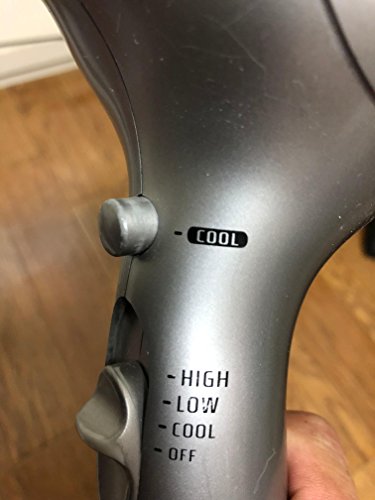 - COOL
- HIGH
- LOW
- COOL
- OFF